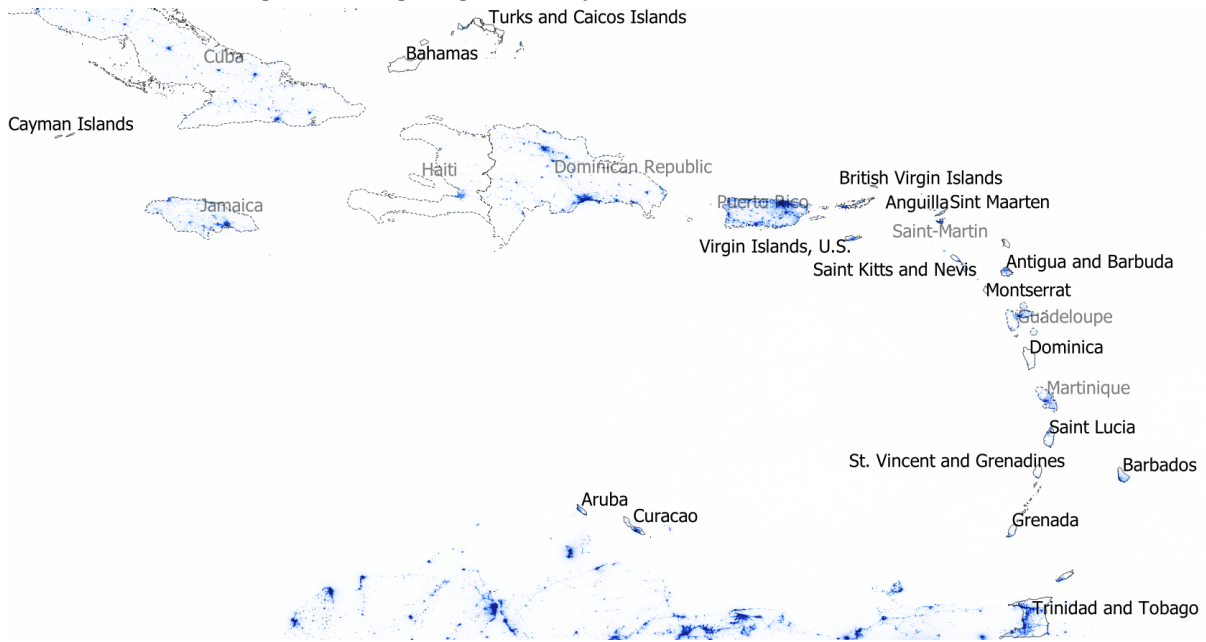 Turks and Caicos Islands
Bahamas
Cuba
Cayman Islands
Haiti
Dominican Republic
British Virgin Islands
Jamaica
Puerto Rico
Anguilla
Sint Maarten
Saint-Martin
Virgin Islands, U.S.
Antigua and Barbuda
Saint Kitts and Nevis
Montserrat
Guadeloupe
Dominica
Martinique
Saint Lucia
St. Vincent and Grenadines
Barbados
Aruba
Curacao
Grenada
Trinidad and Tobago